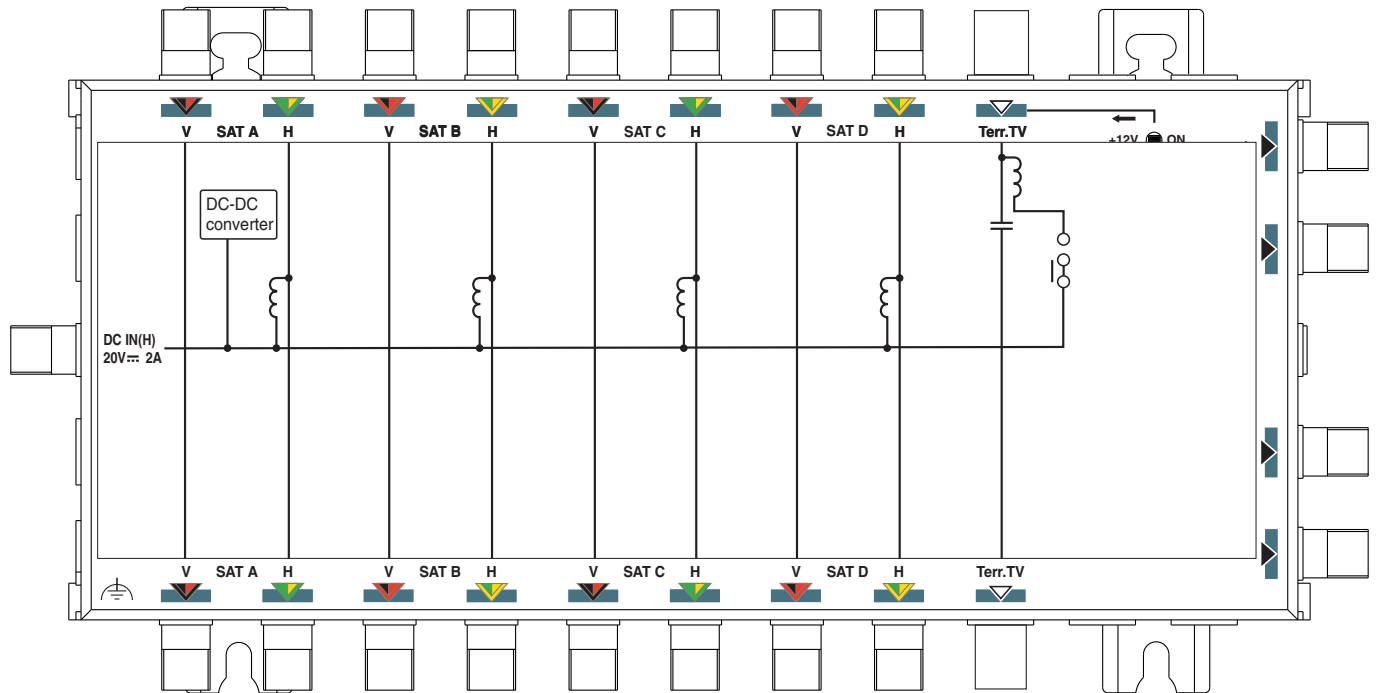 V SAT A H V SAT B H V SAT C H V SAT D H Terr.TV
+12V ON
DC-DC
converter
DC IN(H)
20V⎓ 2A
V SAT A H V SAT B H V SAT C H V SAT D H Terr.TV